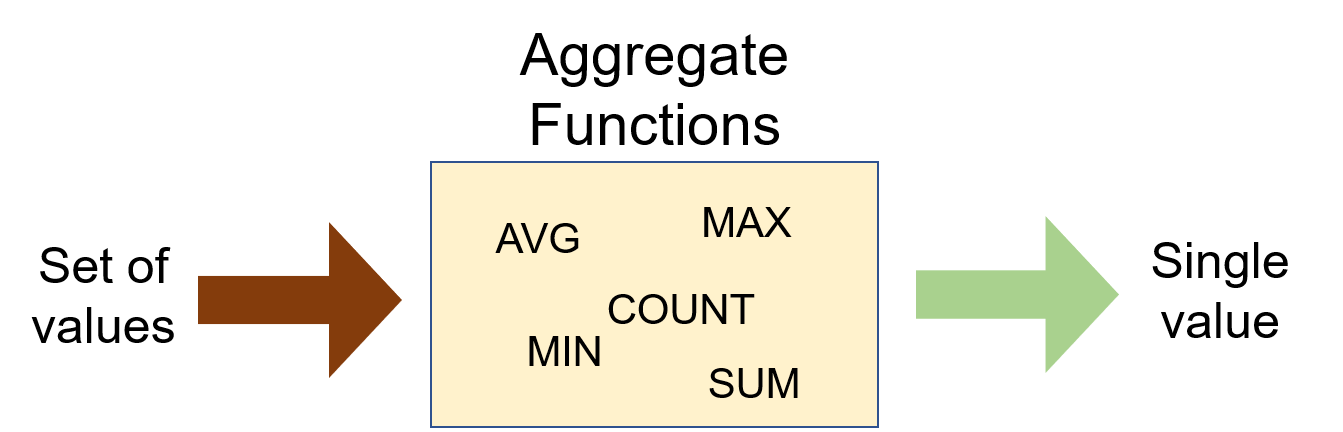 Aggregate
Functions
Set of
values
AVG
MAX
COUNT
MIN
SUM
Single
value